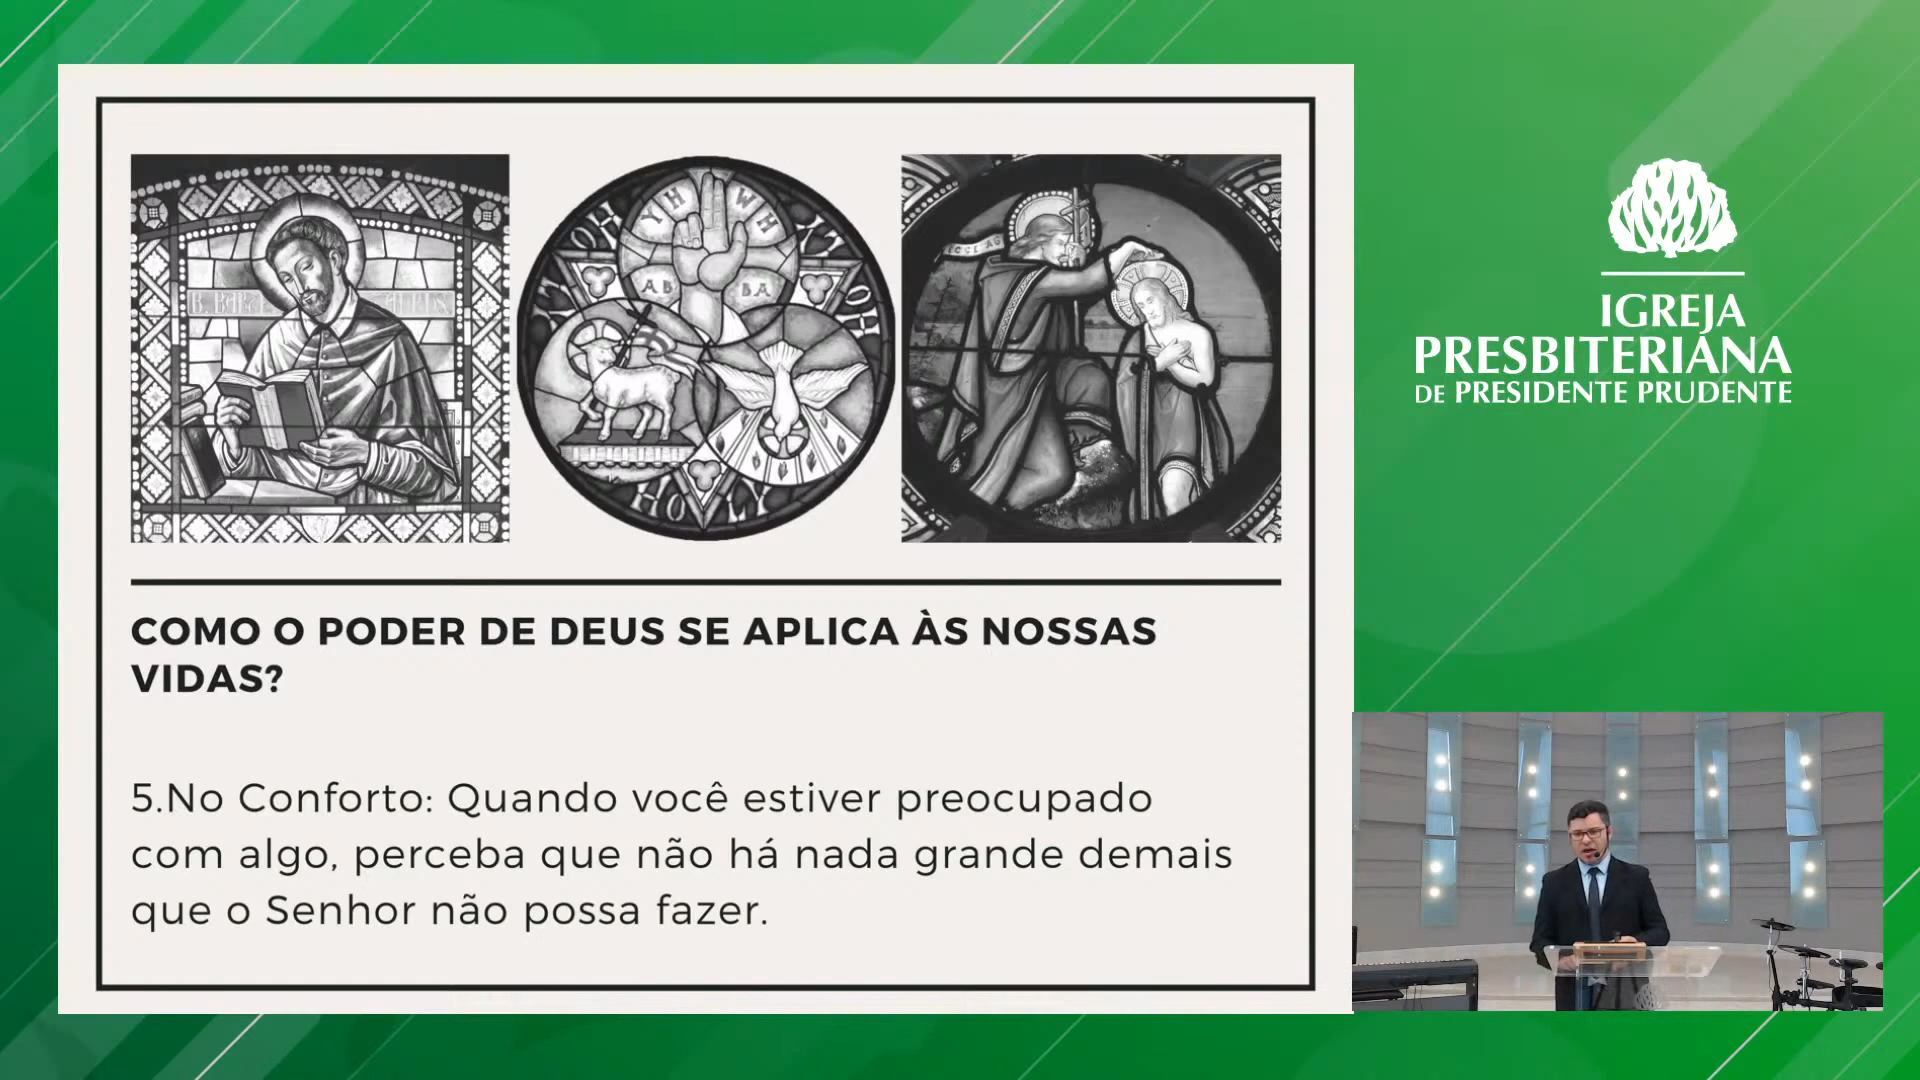 YH WH
AB BA
HOLY
COMO O PODER DE DEUS SE APLICA ÀS NOSSAS
VIDAS?
5.No Conforto: Quando você estiver preocupado
com algo, perceba que não há nada grande demais
que o Senhor não possa fazer.
IGREJA
PRESBITERIANA
DE PRESIDENTE PRUDENTE